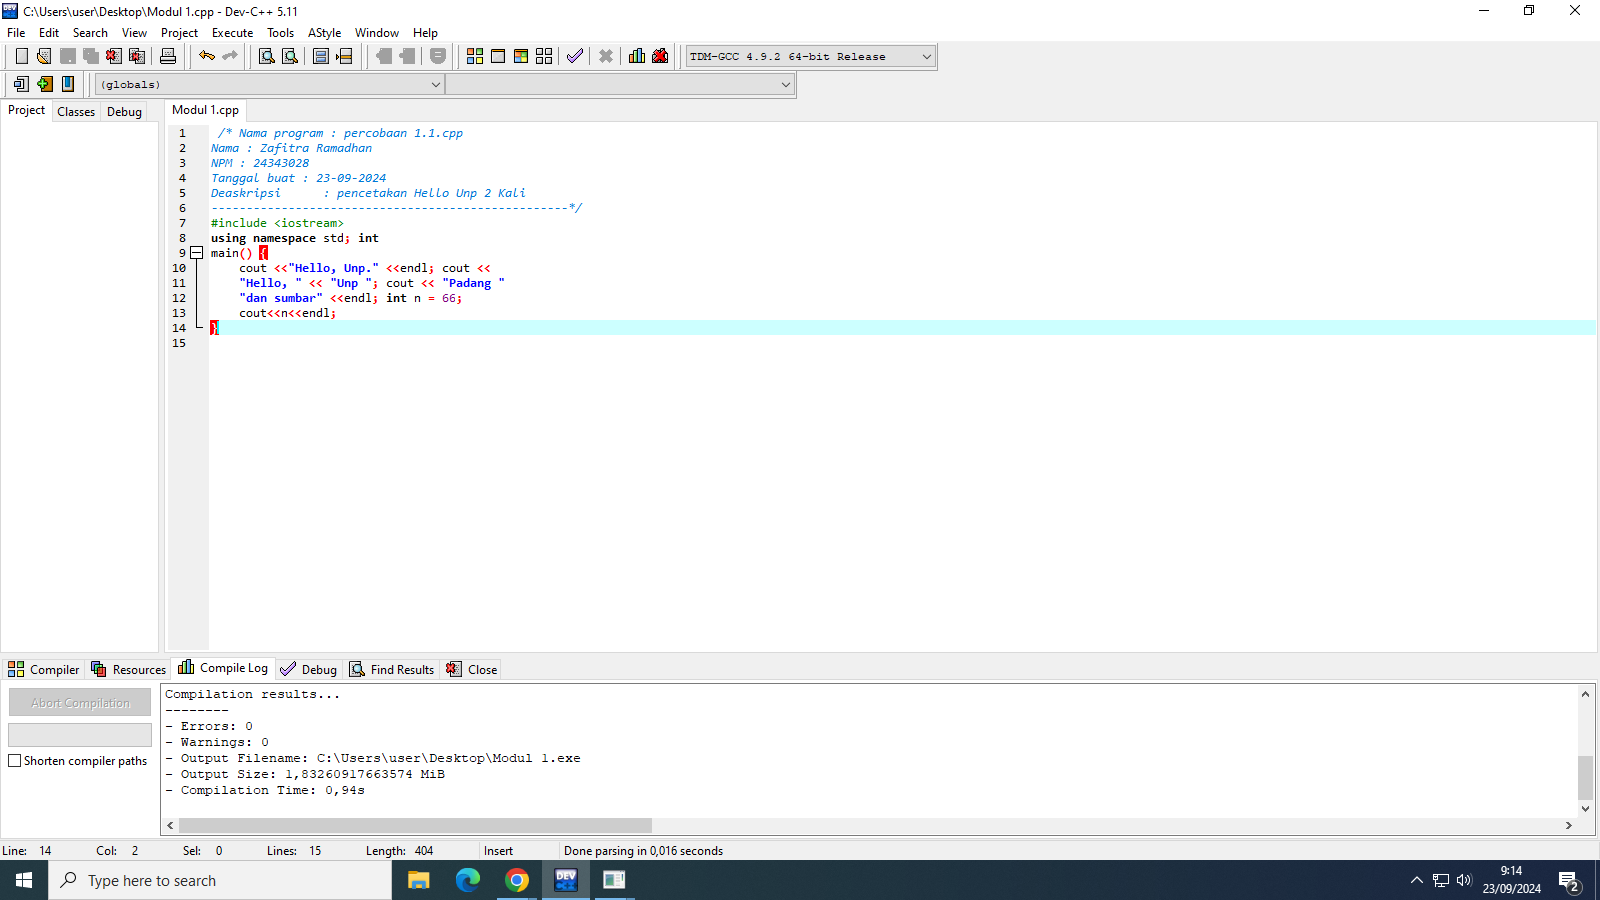 C:\Users\user\Desktop\Modul 1.cpp - Dev-C++ 5.11
File Edit Search View Project Execute Tools AStyle Window Help
TDM-GCC 4.9.2 64-bit Release
(globals)
Project Classes Debug Modul 1.cpp
1 /* Nama program : percobaan 1.1.cpp
2 Nama : Zafitra Ramadhan
3 NPM : 24343028
4 Tanggal buat : 23-09-2024
5 Deaskripsi : pencetakan Hello Unp 2 Kali
6 ---------------------------------------------------*/
7 #include <iostream>
8 using namespace std; int
9 main() {
10 cout <<"Hello, Unp." <<endl; cout <<
11 "Hello, " << "Unp "; cout << "Padang "
12 "dan sumbar" <<endl; int n = 66;
13 cout<<n<<endl;
14 }
15
Compiler Resources Compile Log Debug Find Results Close
Abort Compilation
Shorten compiler paths
Compilation results...
--------
- Errors: 0
- Warnings: 0
- Output Filename: C:\Users\user\Desktop\Modul 1.exe
- Output Size: 1,83260917663574 MiB
- Compilation Time: 0,94s
Line: 14 Col: 2 Sel: 0 Lines: 15 Length: 404 Insert Done parsing in 0,016 seconds
Type here to search
DEV
9:14
23/09/2024
2